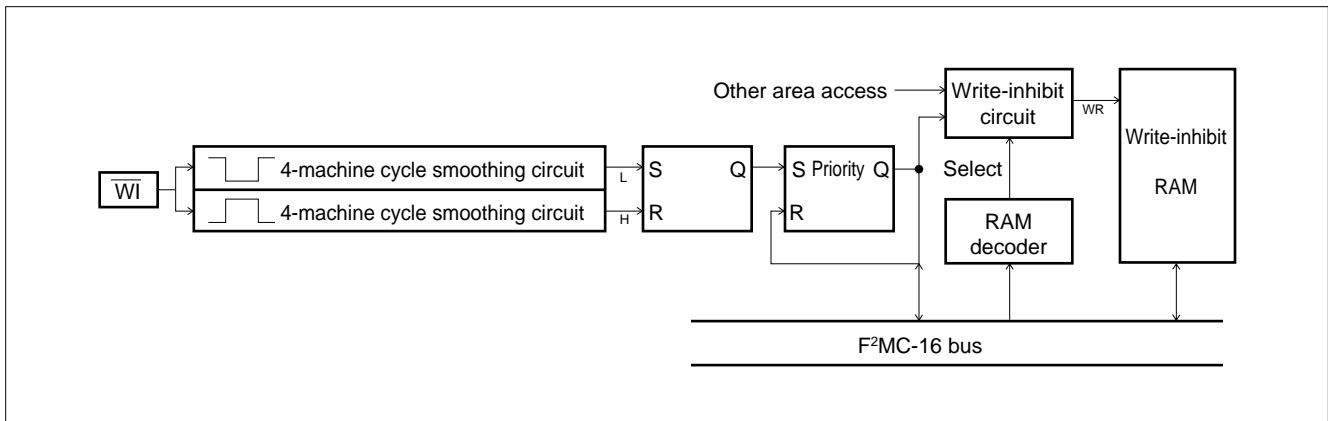 Other area access
Write-inhibit
circuit
WR
Write-inhibit
RAM
4-machine cycle smoothing circuit
L
S
Q
S Priority Q
Select
WI
4-machine cycle smoothing circuit
H
R
R
RAM
decoder
F²MC-16 bus